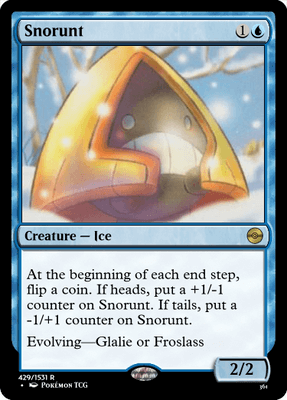 Snorunt 1
Creature — Ice
At the beginning of each end step,
flip a coin. If heads, put a +1/-1
counter on Snorunt. If tails, put a
-1/+1 counter on Snorunt.
Evolving—Glalie or Froslass
2/2
429/1531 R
• Pokémon TCG